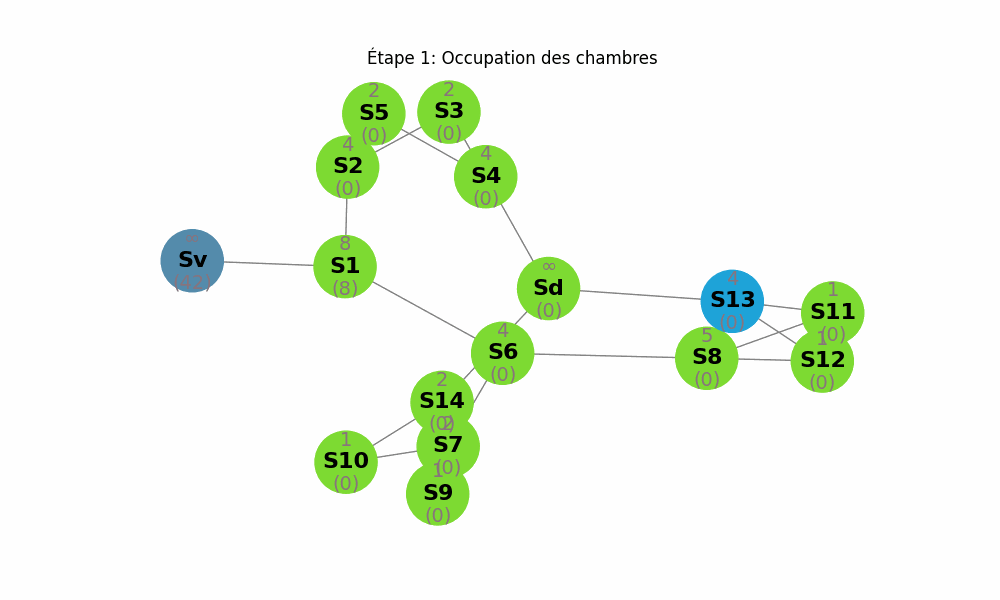 Étape 1: Occupation des chambres
2
S5
(0)
2
S3
(0)
4
S2
(0)
4
S4
(0)
Sv
8
S1
(8)
∞
Sd
(0)
4
S13
(0)
1
S11
(0)
4
S6
(0)
5
S8
(0)
S12
(0)
2
S14
(0)
2
S7
(0)
1
S10
(0)
1
S9
(0)